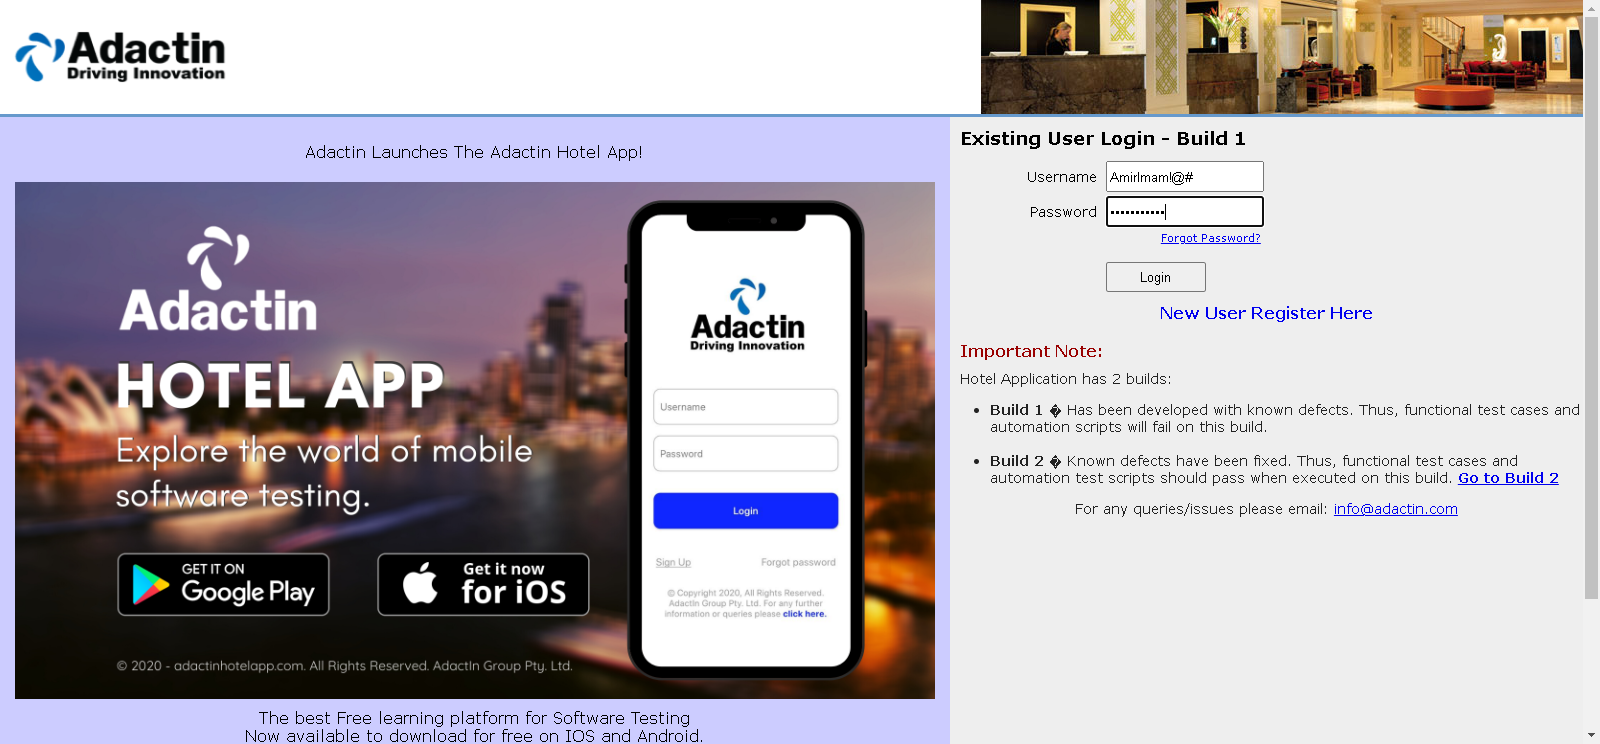 Adactin
Driving Innovation
Adactin Launches The Adactin Hotel App!
Adactin
HOTEL APP
Explore the world of mobile
software testing.
GET IT ON
Google Play
Get it now
for iOS
© 2020 - adactinhotelapp.com. All Rights Reserved. AdactIn Group Pty. Ltd.
Adactin
Driving Innovation
Username
Password
Login
Sign Up Forgot password
© Copyright 2020, All Rights Reserved.
AdactIn Group Pty. Ltd. For any further
information or queries please click here.
The best Free learning platform for Software Testing
Now available to download for free on IOS and Android.
Existing User Login - Build 1
Username AmirImam!@#
Password •••••••••••
Forgot Password?
Login
New User Register Here
Important Note:
Hotel Application has 2 builds:
• Build 1 � Has been developed with known defects. Thus, functional test cases and
automation scripts will fail on this build.
• Build 2 � Known defects have been fixed. Thus, functional test cases and
automation test scripts should pass when executed on this build. Go to Build 2
For any queries/issues please email: info@adactin.com